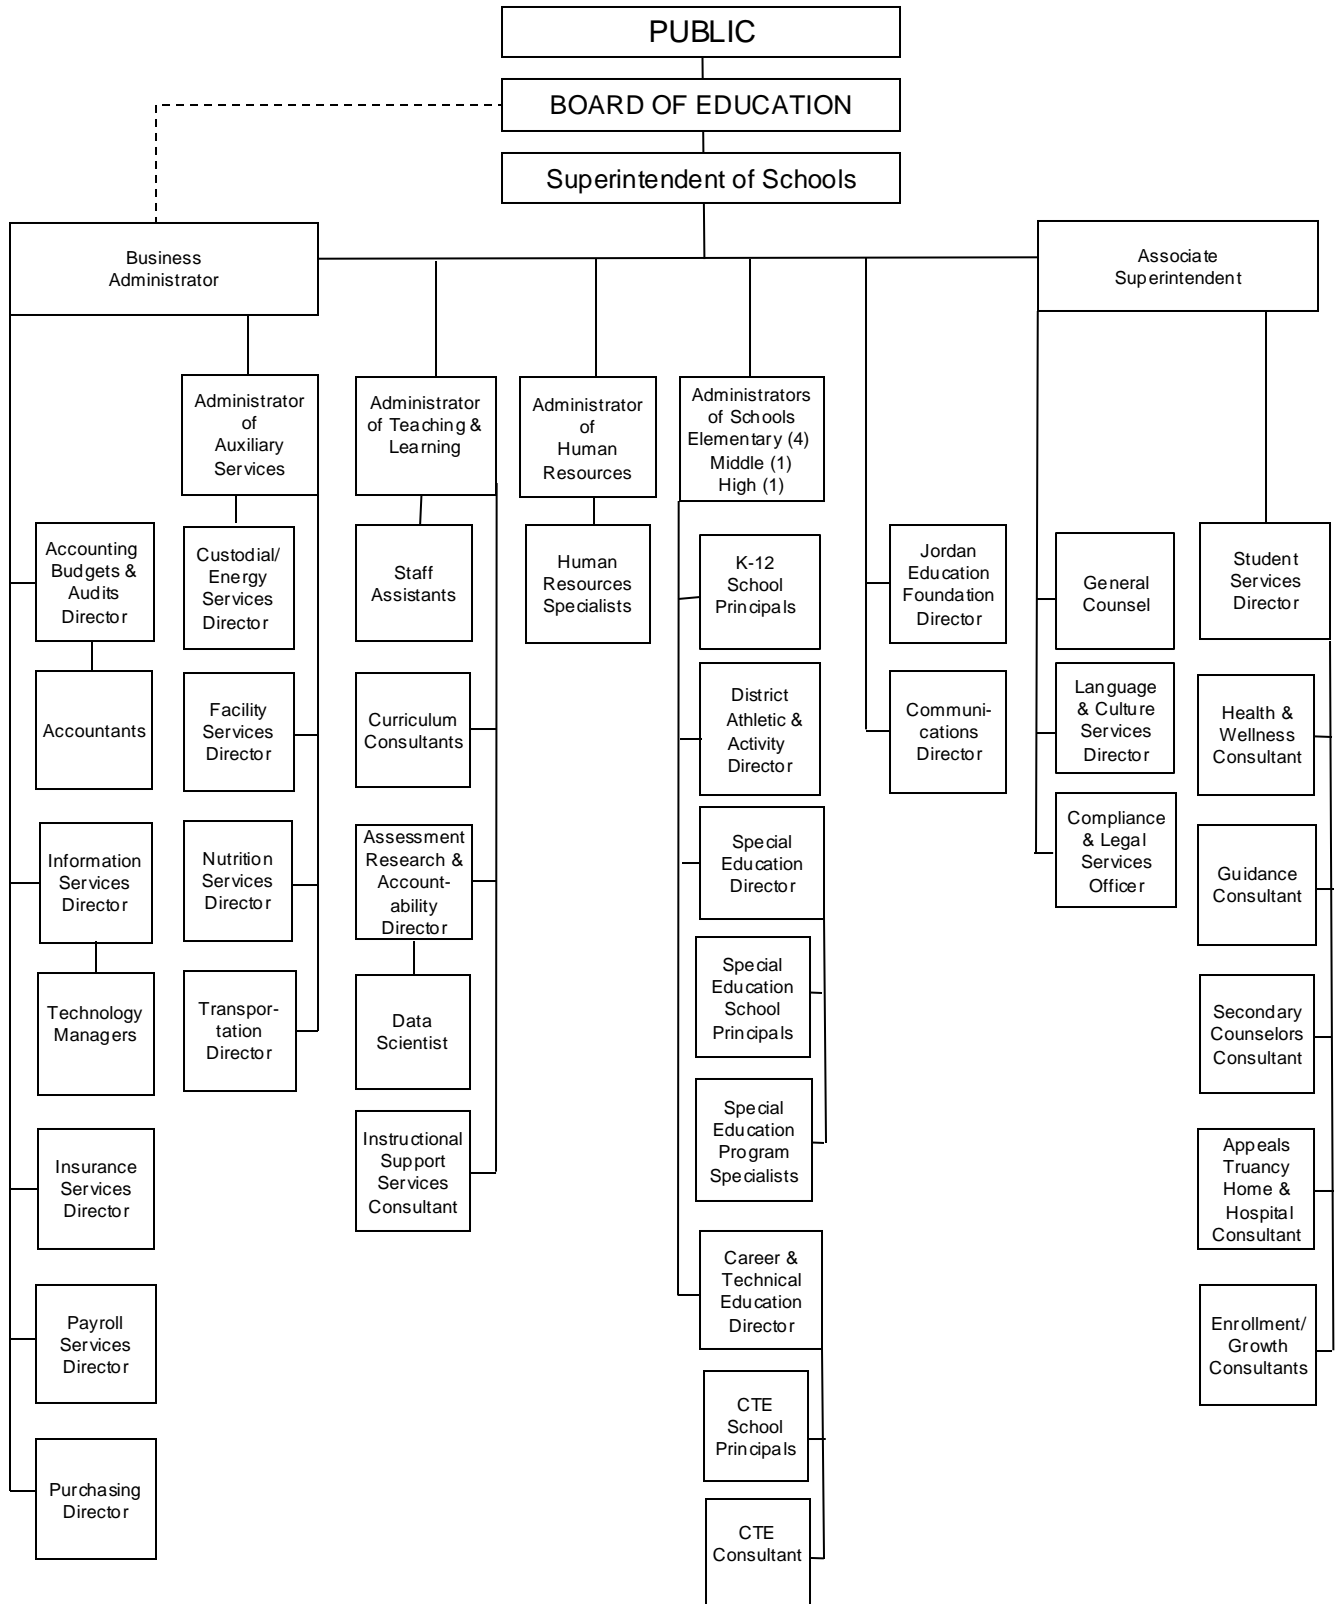 PUBLIC
BOARD OF EDUCATION
Superintendent of Schools
Business
Administrator
Associate
Superintendent
Administrator
of
Auxiliary
Services
Administrator
of Teaching &
Learning
Administrator
of
Human
Resources
Administrators
of Schools
Elementary (4)
Middle (1)
High (1)
Accounting
Budgets &
Audits
Director
Accountants
Information
Services
Director
Technology
Managers
Insurance
Services
Director
Payroll
Services
Director
Purchasing
Director
Custodial/
Energy
Services
Director
Facility
Services
Director
Nutrition
Services
Director
Transpor-
tation
Director
Staff
Assistants
Curriculum
Consultants
Assessment
Research &
Account-
ability
Director
Data
Scientist
Instructional
Support
Services
Consultant
Human
Resources
Specialists
K-12
School
Principals
District
Athletic &
Activity
Director
Special
Education
Director
Special
Education
School
Principals
Special
Education
Program
Specialists
Career &
Technical
Education
Director
CTE
School
Principals
CTE
Consultant
Jordan
Education
Foundation
Director
Communi-
cations
Director
General
Counsel
Language
& Culture
Services
Director
Compliance
& Legal
Services
Officer
Student
Services
Director
Health &
Wellness
Consultant
Guidance
Consultant
Secondary
Counselors
Consultant
Appeals
Truancy
Home &
Hospital
Consultant
Enrollment/
Growth
Consultants